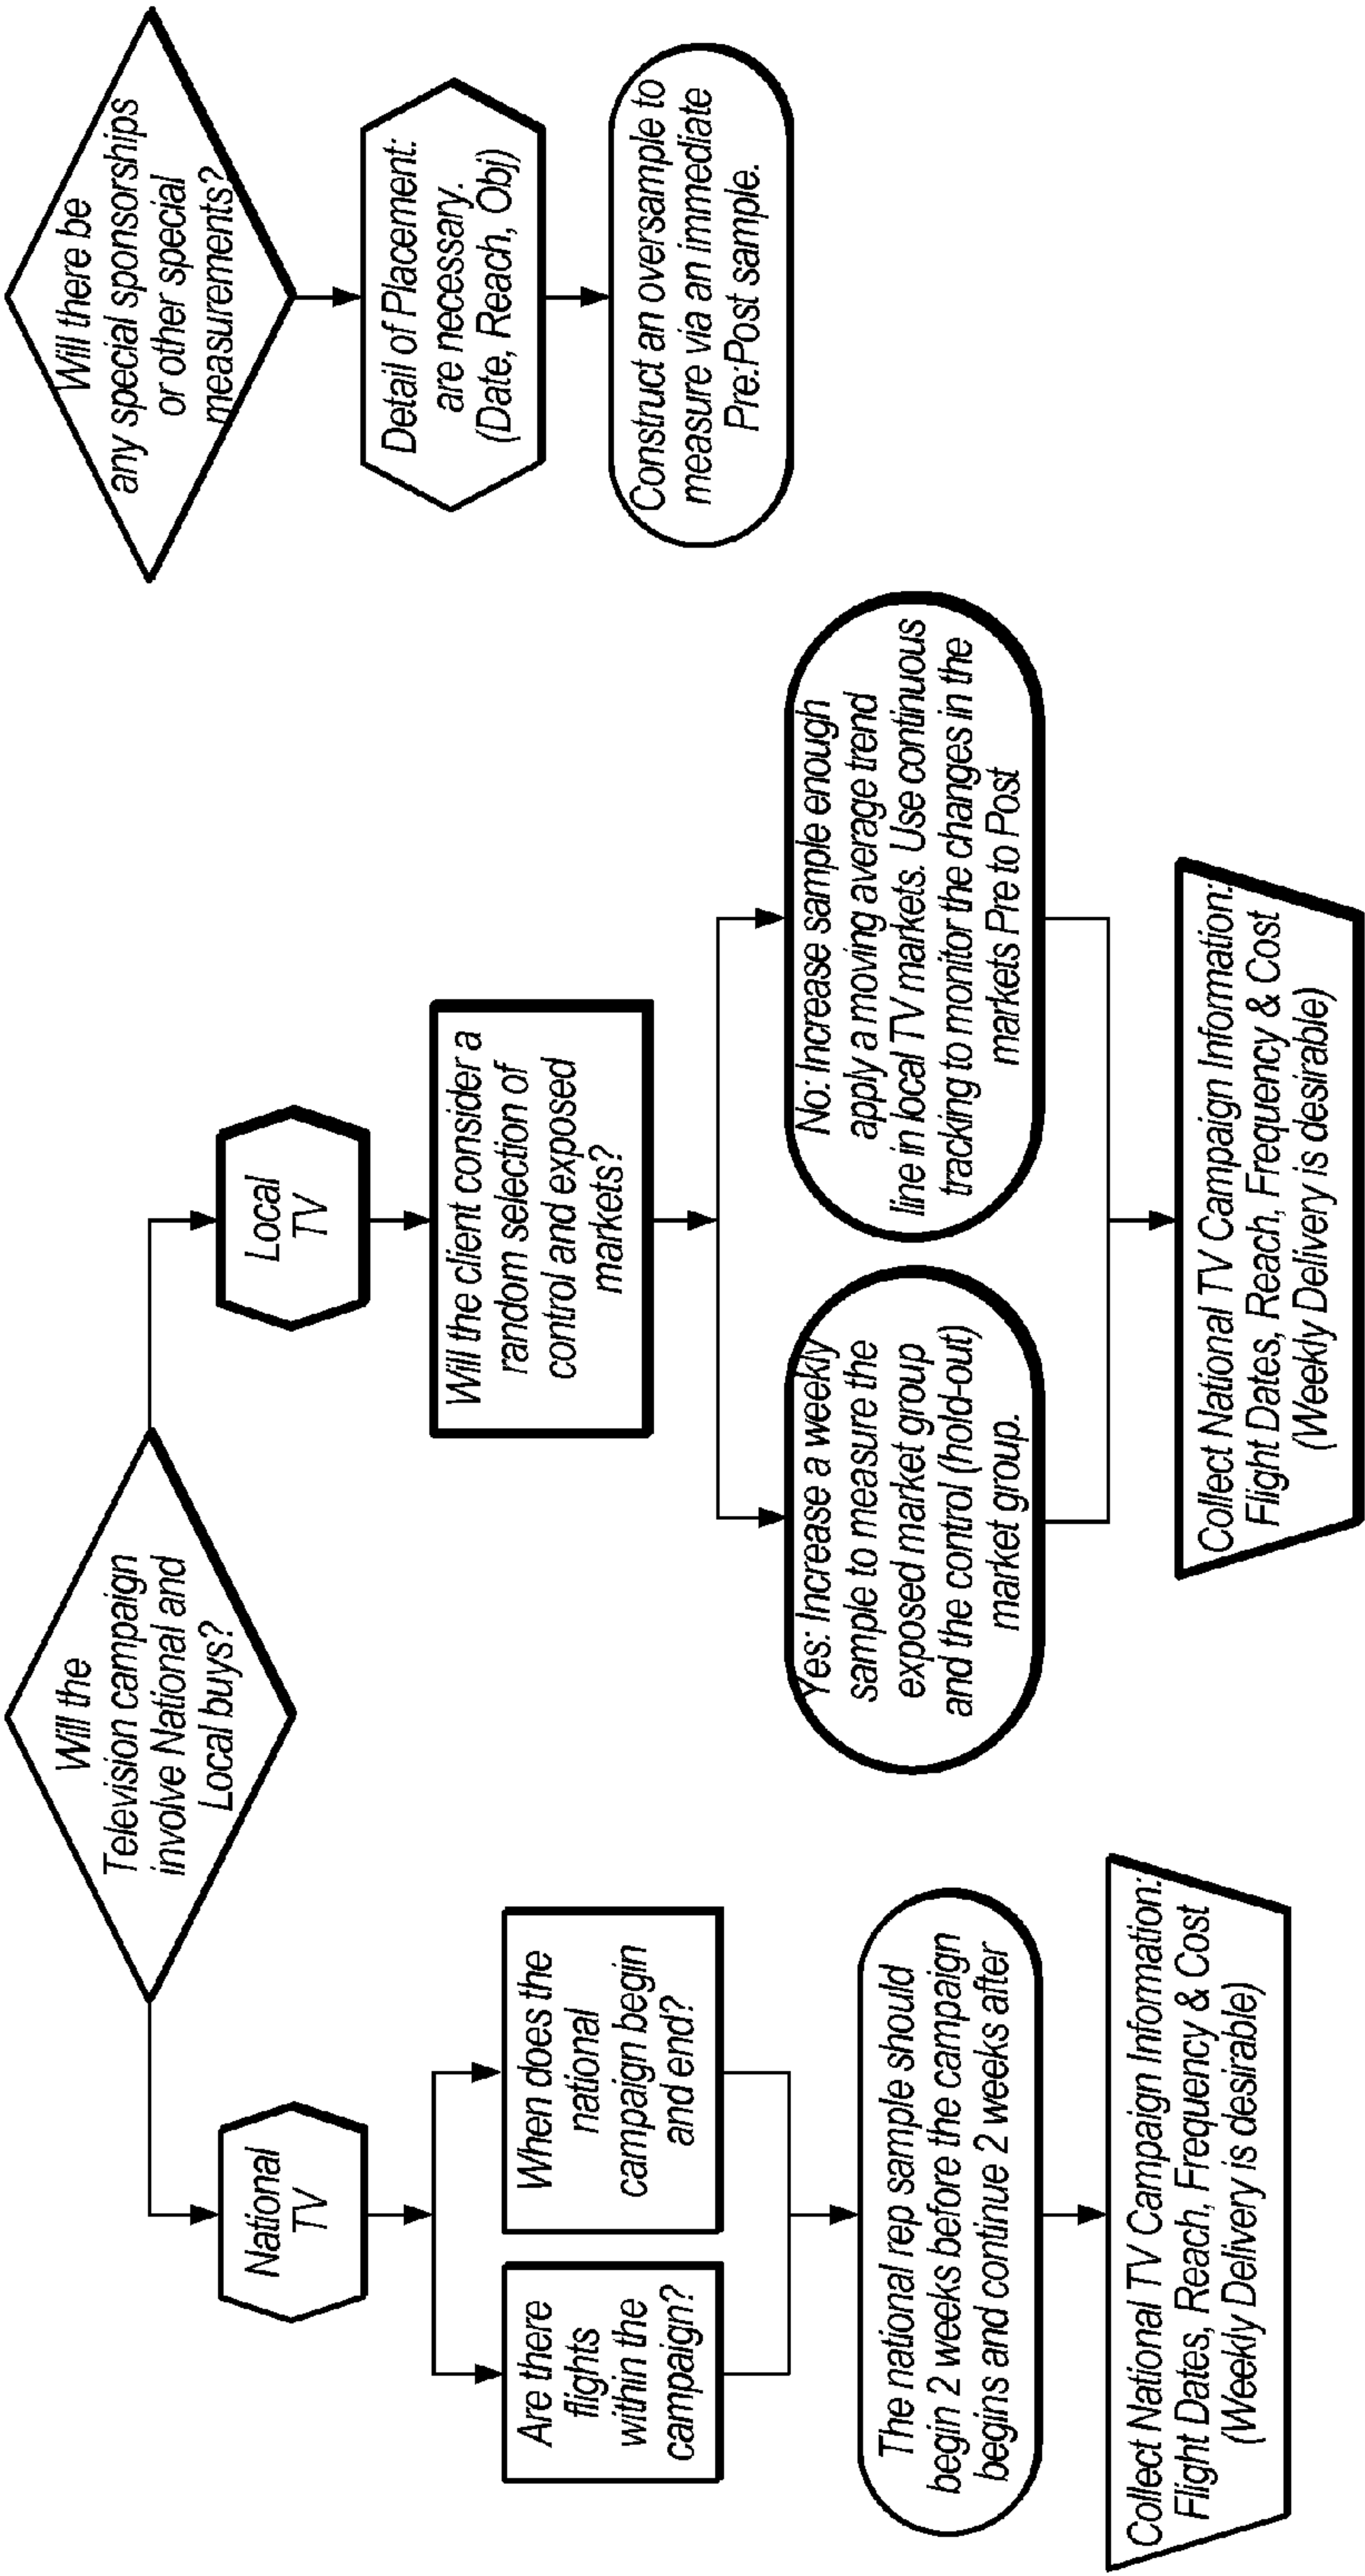 Will the
Television campaign
involve National and
Local buys?
National
TV
Are there
flights
within the
campaign?
When does the
national
campaign begin
and end?
The national rep sample should
begin 2 weeks before the campaign
begins and continue 2 weeks after
Collect National TV Campaign Information:
Flight Dates, Reach, Frequency & Cost
(Weekly Delivery is desirable)
Local
TV
Will the client consider a
random selection of
control and exposed
markets?
Yes: Increase a weekly
sample to measure the
exposed market group
and the control (hold-out)
market group.
No: Increase sample enough
apply a moving average trend
line in local TV markets. Use continuous
tracking to monitor the changes in the
markets Pre to Post
Collect National TV Campaign Information:
Flight Dates, Reach, Frequency & Cost
(Weekly Delivery is desirable)
Will there be
any special sponsorships
or other special
measurements?
Detail of Placement:
are necessary.
(Date, Reach, Obj)
Construct an oversample to
measure via an immediate
Pre:Post sample.